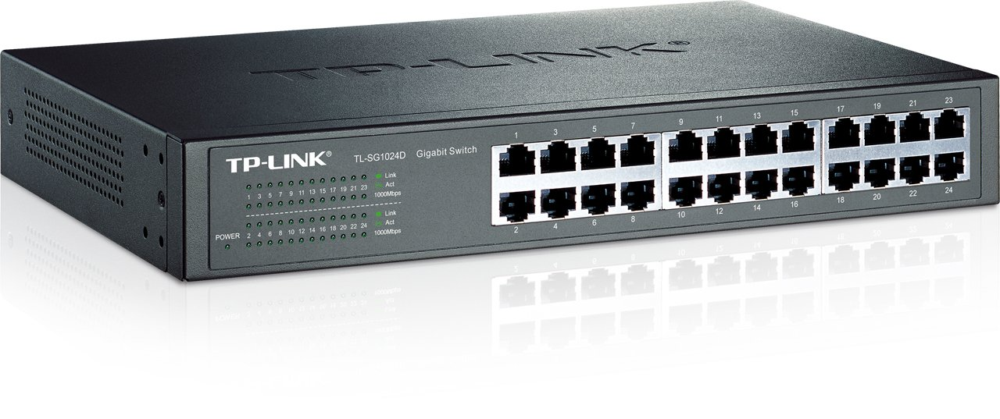 TP-LINK®
TP-LINK®
TL-SG1024D Gigabit Switch
1 3 5 7 9 11 13 15 17 19 21 23
2 4 6 8 10 12 14 16 18 20 22 24
Link
Act
1 3 5 7 9 11 13 15 17 19 21 23 1000Mbps
Link
Act
POWER 2 4 6 8 10 12 14 16 18 20 22 24 1000Mbps